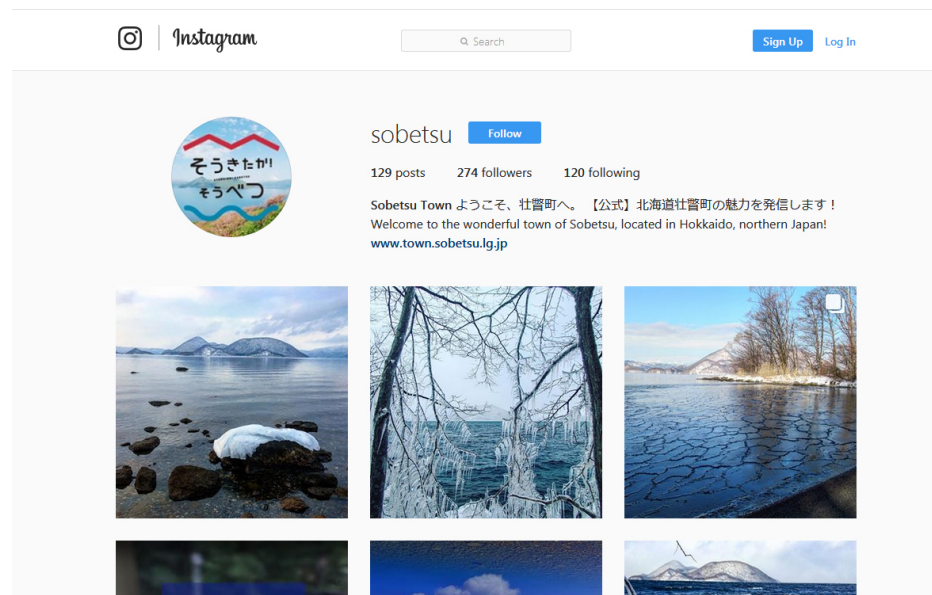 Instagram
Search
Sign Up
Log In
sobetsu
Follow
129 posts
274 followers
120 following
そうきたか!!
そうべつ
Sobetsu Town ようこそ、壮瞥町へ。 【公式】北海道壮瞥町の魅力を発信します！
Welcome to the wonderful town of Sobetsu, located in Hokkaido, northern Japan!
www.town.sobetsu.lg.jp